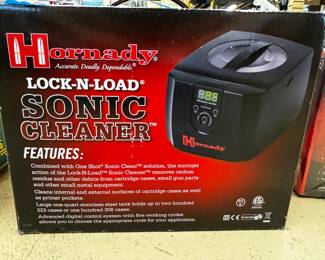 Hornady
Accurate. Deadly. Dependable.®
LOCK-N-LOAD®
SONIC
CLEANER™
FEATURES:
Combined with One Shot® Sonic Clean™ solution, the microjet
action of the Lock-N-Load® Sonic Cleaner™ removes carbon
residue and other debris from cartridge cases, small gun parts
and other small metal equipment.
Cleans internal and external surfaces of cartridge cases as well
as primer pockets.
Large one-quart stainless steel tank holds up to two hundred
223 cases or one hundred 308 cases.
Advanced digital control system with five working cycles
allows you to choose the appropriate cycle for your application.
Hornady